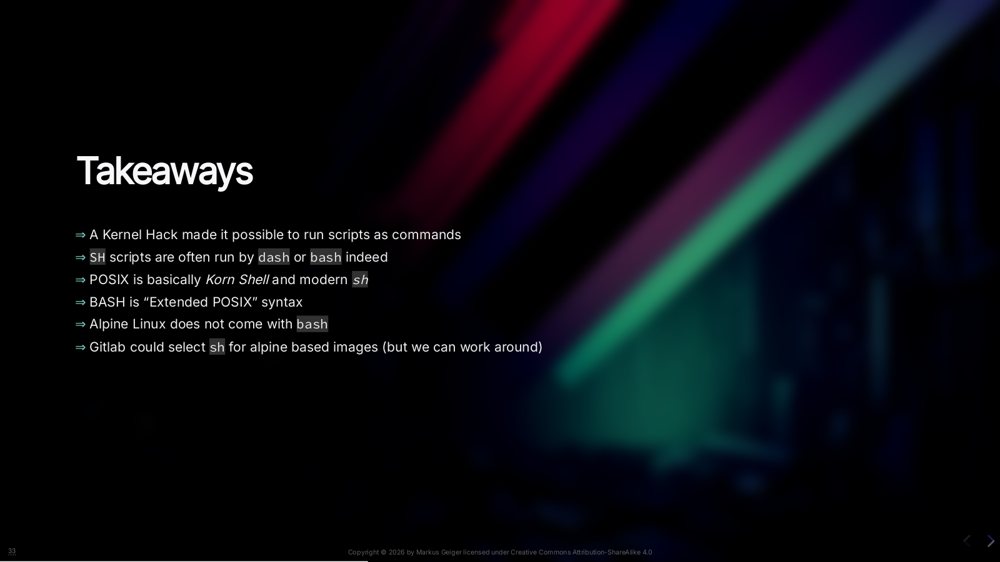 Takeaways
⇒ A Kernel Hack made it possible to run scripts as commands
⇒ SH scripts are often run by dash or bash indeed
⇒ POSIX is basically Korn Shell and modern sh
⇒ BASH is “Extended POSIX” syntax
⇒ Alpine Linux does not come with bash
⇒ Gitlab could select sh for alpine based images (but we can work around)
33
Copyright © 2026 by Markus Geiger licensed under Creative Commons Attribution-ShareAlike 4.0